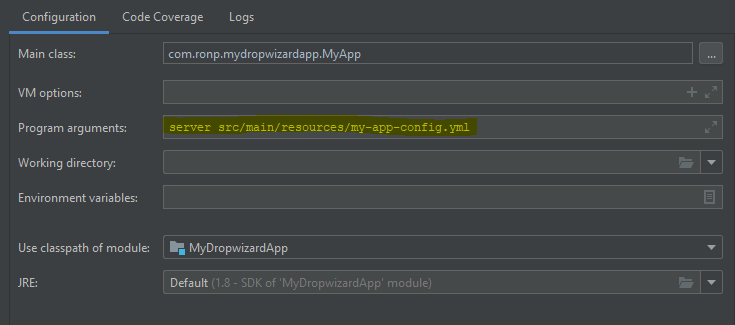 Configuration Code Coverage Logs
Main class: com.ronp.mydropwizardapp.MyApp ...
VM options:
Program arguments: server src/main/resources/my-app-config.yml
Working directory:
Environment variables:
Use classpath of module: MyDropwizardApp
JRE: Default (1.8 - SDK of 'MyDropwizardApp' module)